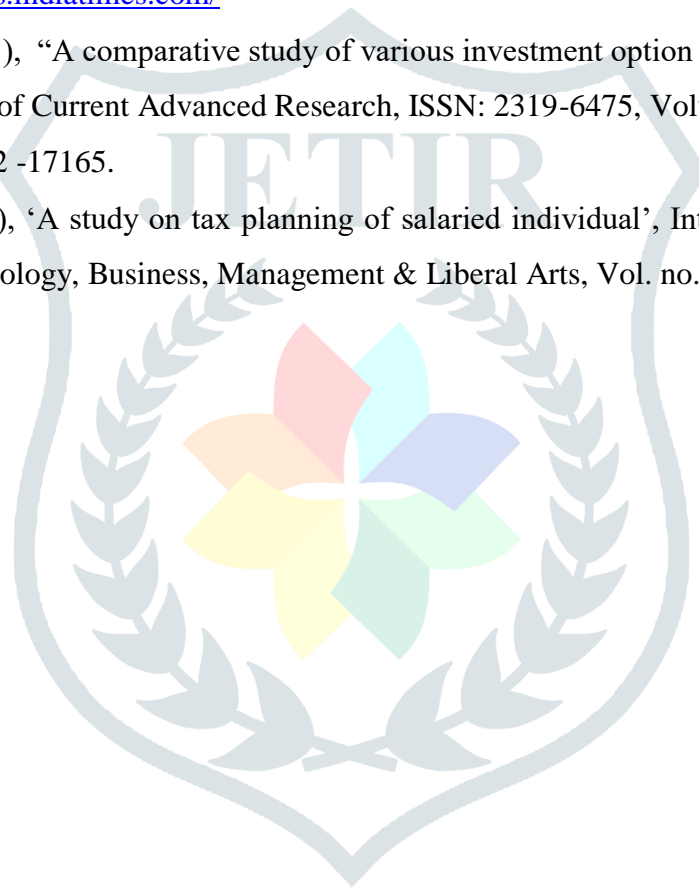 s.indiatimes.com/
), “A comparative study of various investment option
of Current Advanced Research, ISSN: 2319-6475, Vol
2 -17165.
), ‘A study on tax planning of salaried individual’, Int
ology, Business, Management & Liberal Arts, Vol. no.
JETIR